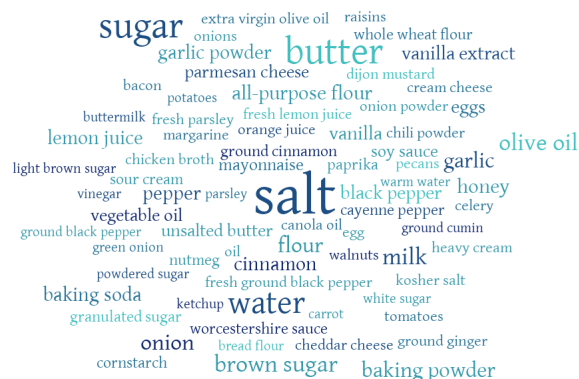 sugar extra virgin olive oil raisins
onions whole wheat flour
garlic powder butter vanilla extract
parmesan cheese dijon mustard
bacon all-purpose flour cream cheese
potatoes onion powder eggs
buttermilk fresh parsley fresh lemon juice
lemon juice margarine orange juice vanilla chili powder olive oil
ground cinnamon soy sauce
light brown sugar chicken broth mayonnaise paprika pecans garlic
sour cream salt warm water honey
vinegar pepper parsley black pepper
vegetable oil cayenne pepper celery
ground black pepper unsalted butter canola oil egg ground cumin
green onion oil flour walnuts milk heavy cream
nutmeg cinnamon
powdered sugar fresh ground black pepper kosher salt
baking soda ketchup water white sugar
granulated sugar carrot tomatoes
worcestershire sauce
onion bread flour cheddar cheese ground ginger
cornstarch brown sugar baking powder